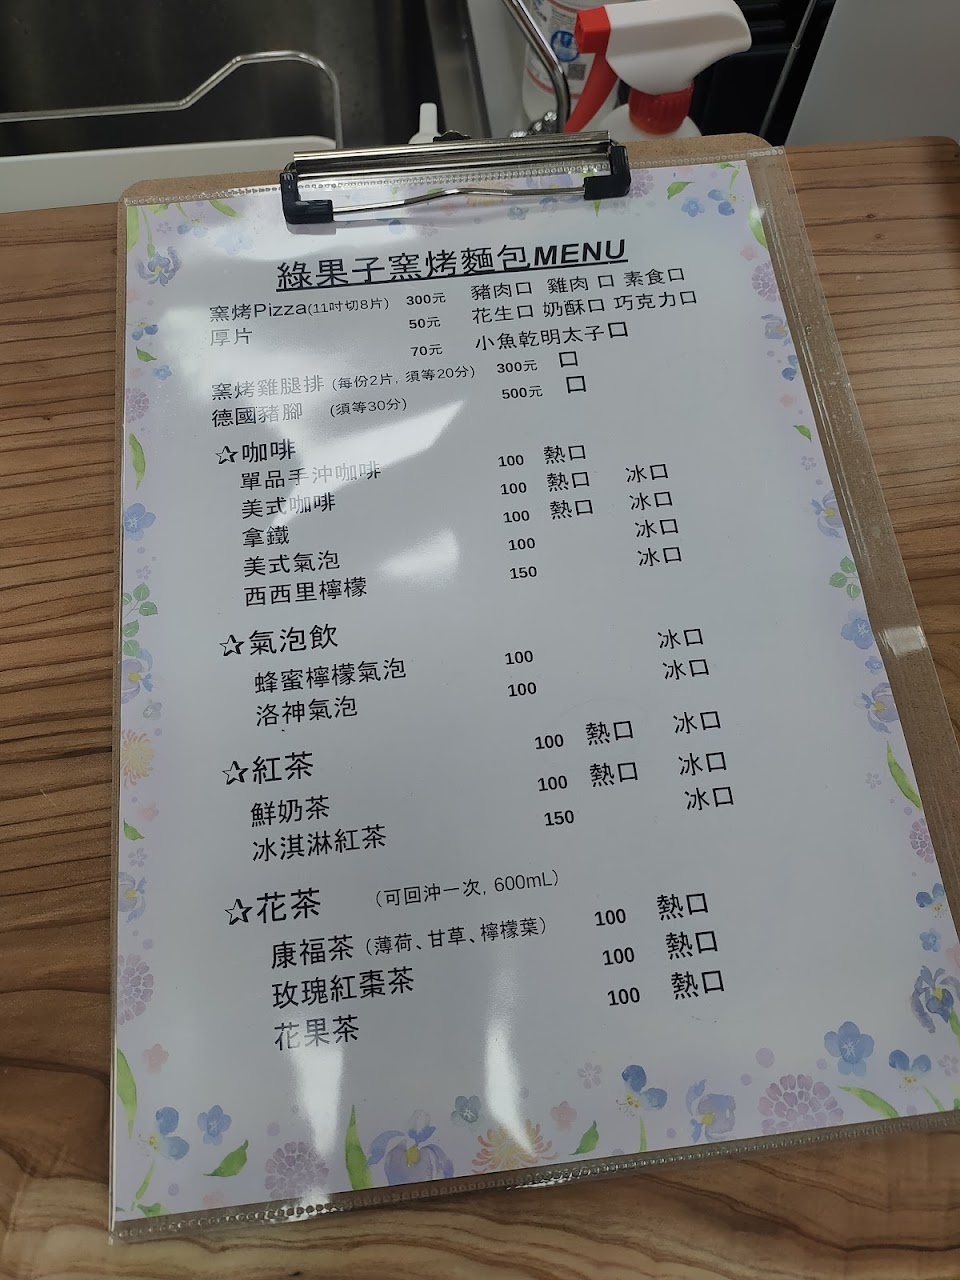 綠果子窯烤麵包MENU
窯烤Pizza(11吋切8片) 300元 豬肉口 雞肉口 素食口
厚片 50元 花生口 奶酥口 巧克力口
70元 小魚乾明太子口
窯烤雞腿排 (每份2片, 須等20分) 300元 口
德國豬腳 (須等30分) 500元 口
☆咖啡
單品手沖咖啡 100 熱口
美式咖啡 100 熱口 冰口
拿鐵 100 熱口 冰口
美式氣泡 100 冰口
西西里檸檬 150 冰口
☆氣泡飲
蜂蜜檸檬氣泡 100 冰口
洛神氣泡 100 冰口
☆紅茶 100 熱口 冰口
鮮奶茶 100 熱口 冰口
冰淇淋紅茶 150 冰口
☆花茶 (可回沖一次, 600mL)
康福茶 (薄荷、甘草、檸檬葉) 100 熱口
玫瑰紅棗茶 100 熱口
花果茶 100 熱口